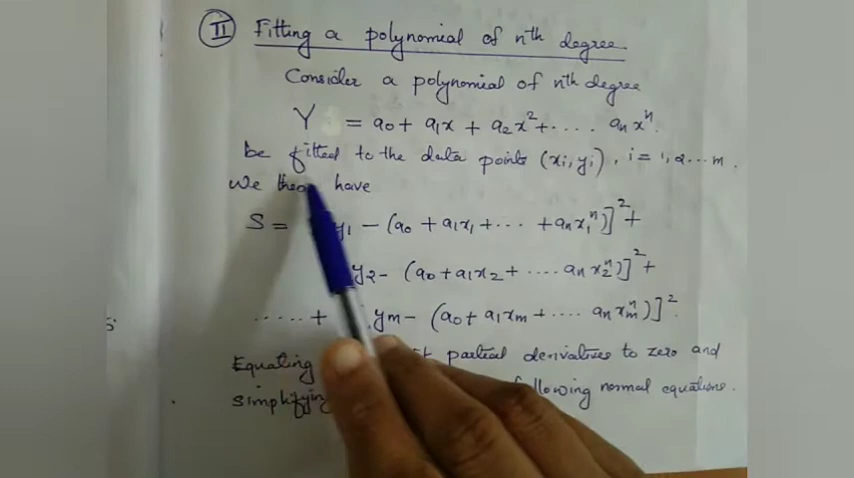 II Fitting a polynomial of nth degree.
Consider a polynomial of nth degree
Y = a0 + a1x + a2x² + .... anxⁿ.
be fitted to the data points (xi, yi), i = 1, 2 ... m.
We then have
S = y1 – (a0 + a1x1 + ... + anx1ⁿ)]² +
y2 – (a0 + a1x2 + .... anx2ⁿ)]² +
..... + ym – (a0 + a1xm + .... anxmⁿ)]².
Equating partial derivatives to zero and
simplifying following normal equations.